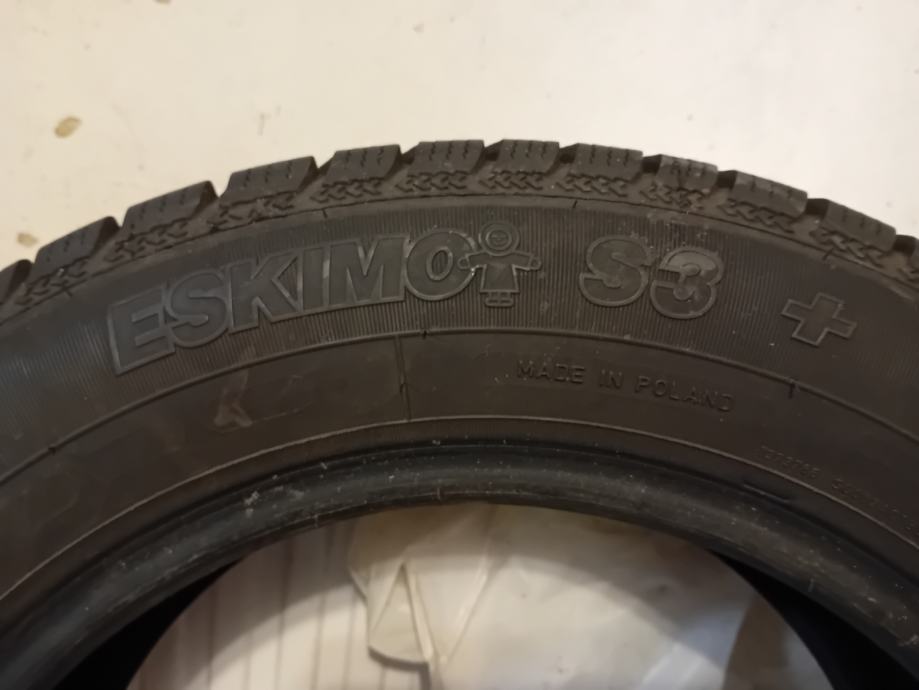 ESKIMO S3 +
MADE IN POLAND